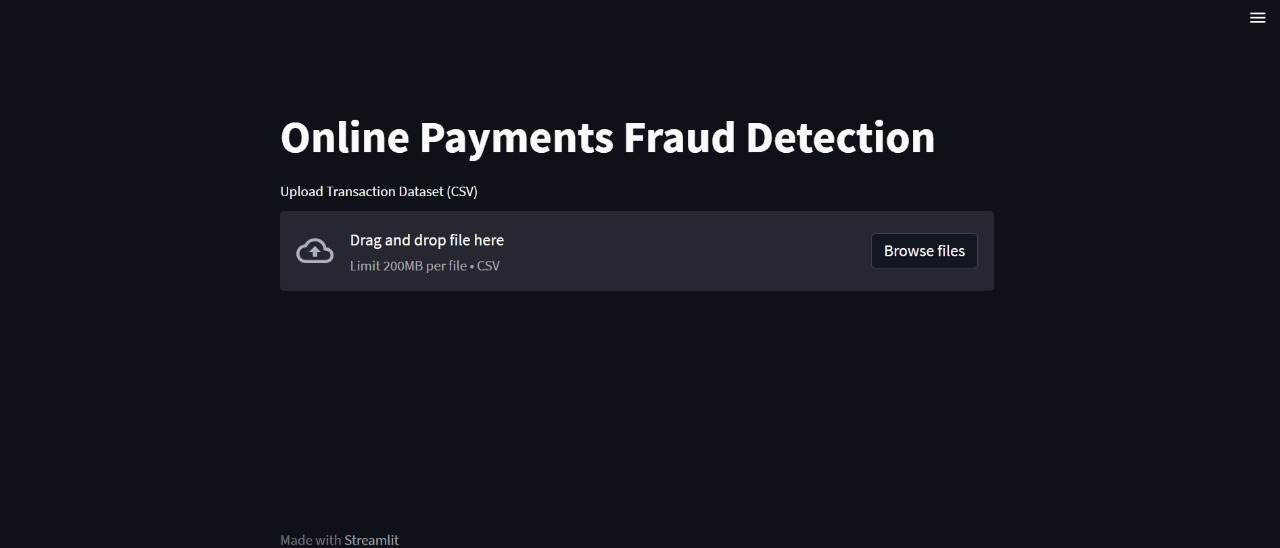 Online Payments Fraud Detection
Upload Transaction Dataset (CSV)
Drag and drop file here
Limit 200MB per file • CSV
Browse files
Made with Streamlit